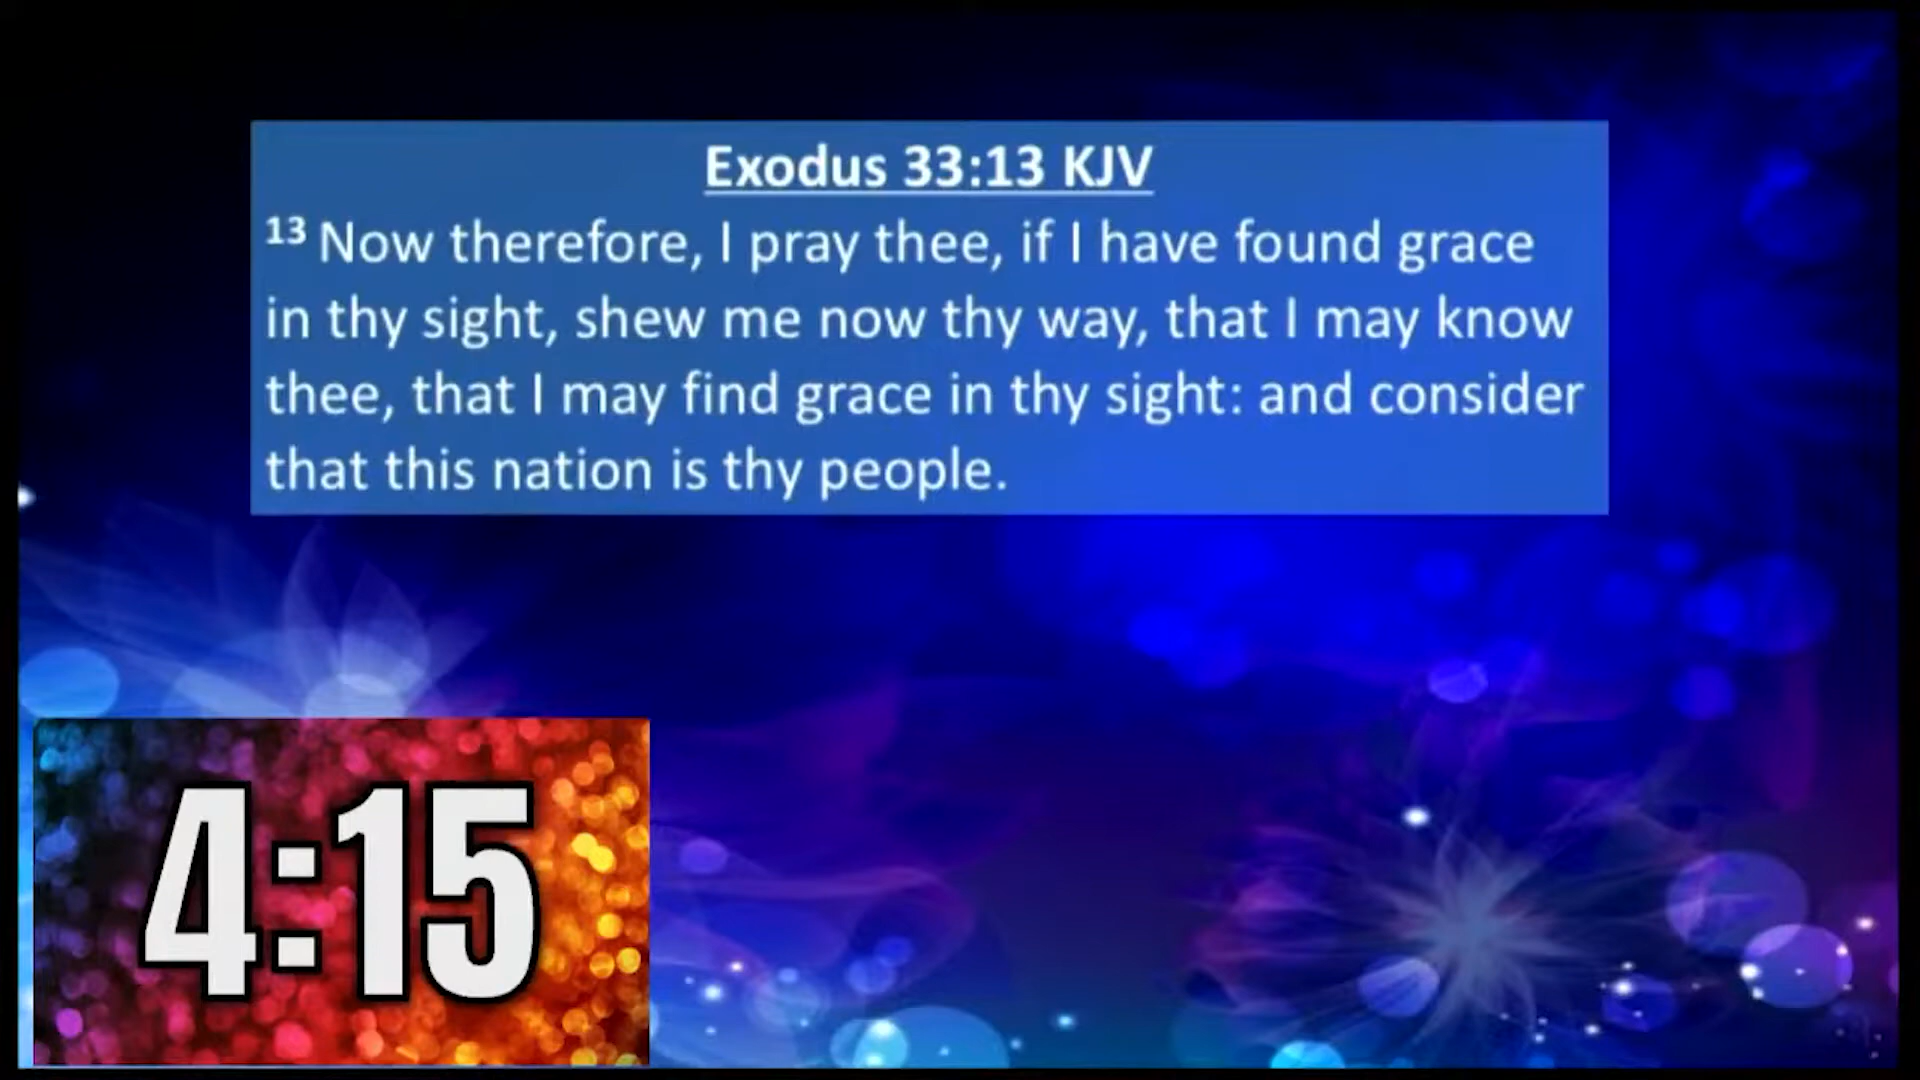 Exodus 33:13 KJV
13 Now therefore, I pray thee, if I have found grace
in thy sight, shew me now thy way, that I may know
thee, that I may find grace in thy sight: and consider
that this nation is thy people.
4:15